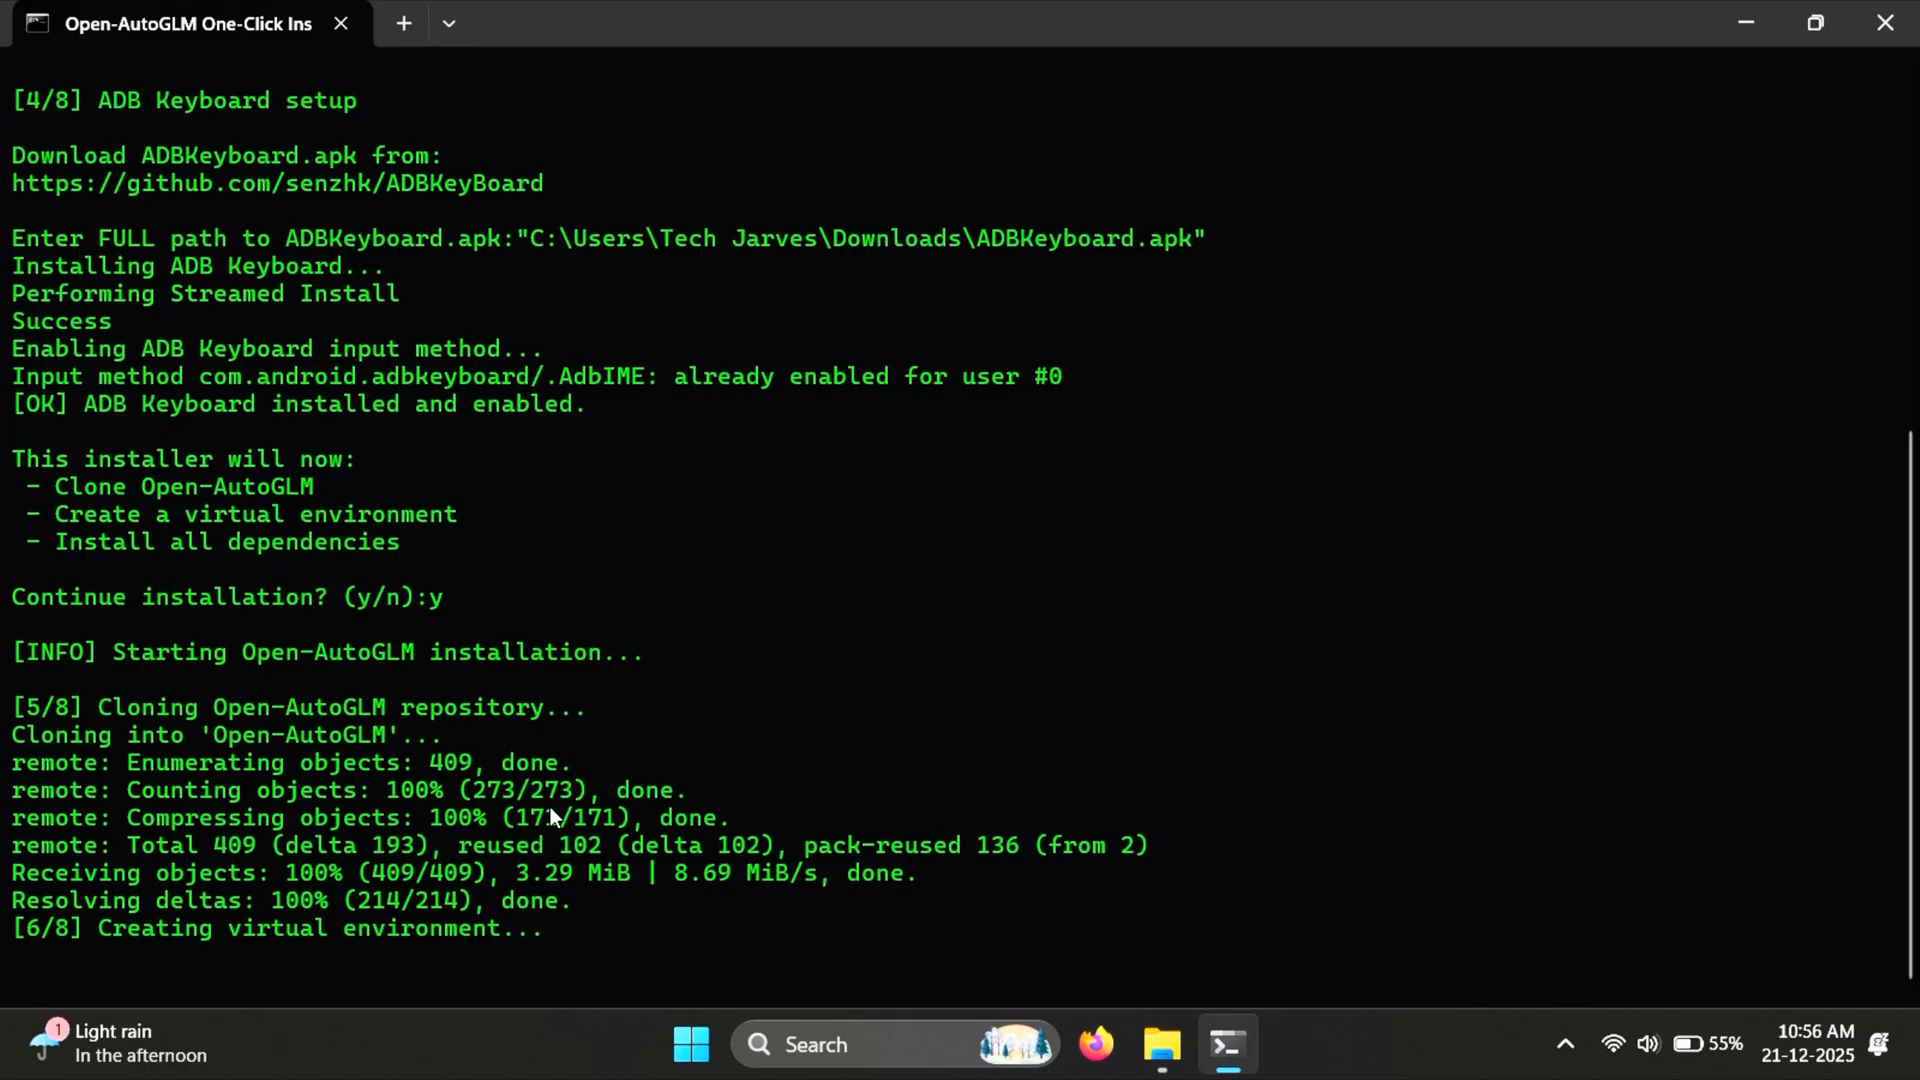 Open-AutoGLM One-Click Ins
[4/8] ADB Keyboard setup
Download ADBKeyboard.apk from:
https://github.com/senzhk/ADBKeyBoard
Enter FULL path to ADBKeyboard.apk:"C:\Users\Tech Jarves\Downloads\ADBKeyboard.apk"
Installing ADB Keyboard...
Performing Streamed Install
Success
Enabling ADB Keyboard input method...
Input method com.android.adbkeyboard/.AdbIME: already enabled for user #0
[OK] ADB Keyboard installed and enabled.
This installer will now:
- Clone Open-AutoGLM
- Create a virtual environment
- Install all dependencies
Continue installation? (y/n):y
[INFO] Starting Open-AutoGLM installation...
[5/8] Cloning Open-AutoGLM repository...
Cloning into 'Open-AutoGLM'...
remote: Enumerating objects: 409, done.
remote: Counting objects: 100% (273/273), done.
remote: Compressing objects: 100% (171/171), done.
remote: Total 409 (delta 193), reused 102 (delta 102), pack-reused 136 (from 2)
Receiving objects: 100% (409/409), 3.29 MiB | 8.69 MiB/s, done.
Resolving deltas: 100% (214/214), done.
[6/8] Creating virtual environment...
1
Light rain
In the afternoon
Search
55%
10:56 AM
21-12-2025